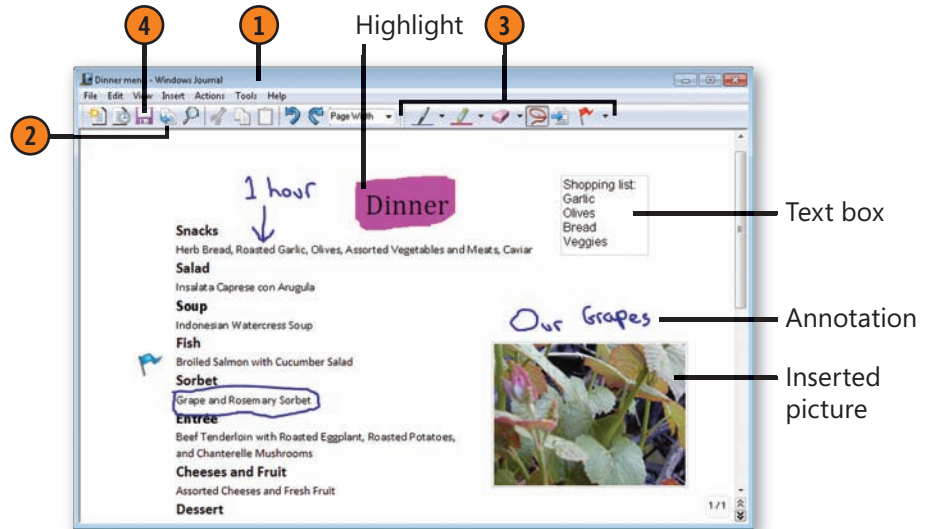 4
1
Highlight
3
Dinner menu - Windows Journal
File Edit View Insert Actions Tools Help
2
Page Width
1 hour
Dinner
Shopping list:
Garlic
Olives
Bread
Veggies
Text box
Snacks
Herb Bread, Roasted Garlic, Olives, Assorted Vegetables and Meats, Caviar
Salad
Insalata Caprese con Arugula
Soup
Indonesian Watercress Soup
Our Grapes
Annotation
Fish
Broiled Salmon with Cucumber Salad
Inserted
picture
Sorbet
Grape and Rosemary Sorbet
Entrée
Beef Tenderloin with Roasted Eggplant, Roasted Potatoes,
and Chanterelle Mushrooms
Cheeses and Fruit
Assorted Cheeses and Fresh Fruit
Dessert
1/1